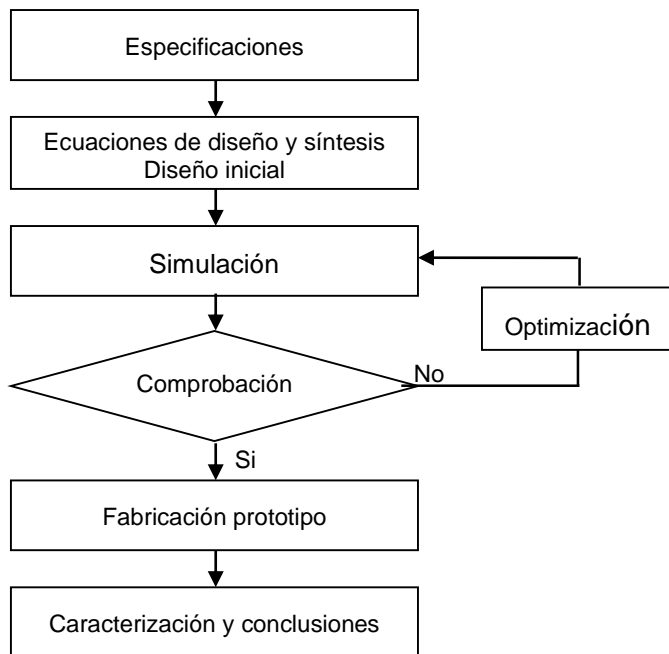 Especificaciones
Ecuaciones de diseño y síntesis
Diseño inicial
Simulación
Optimización
Comprobación
No
Si
Fabricación prototipo
Caracterización y conclusiones